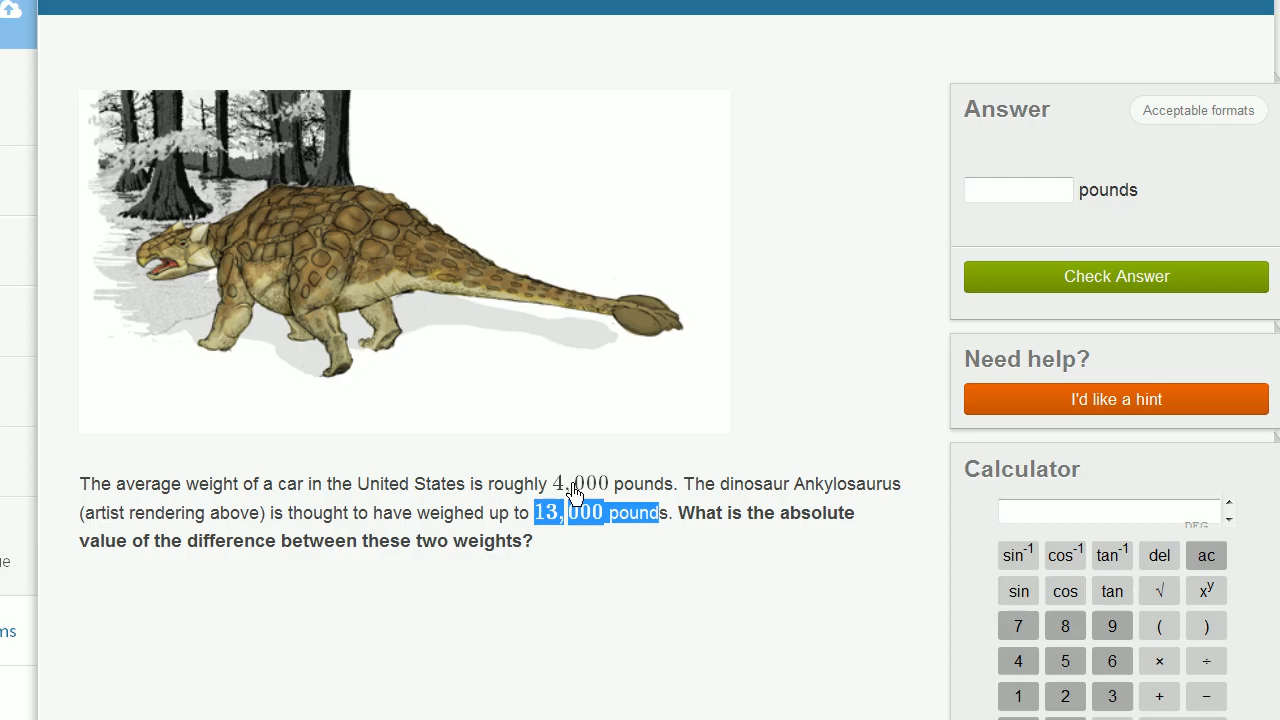 Answer
Acceptable formats
pounds
Check Answer
Need help?
I'd like a hint
The average weight of a car in the United States is roughly 4,000 pounds. The dinosaur Ankylosaurus
(artist rendering above) is thought to have weighed up to 13,000 pounds. What is the absolute
value of the difference between these two weights?
Calculator
DEG
sin-1 cos-1 tan-1 del ac
sin cos tan √ xy
7 8 9 ( )
4 5 6 × ÷
1 2 3 + −